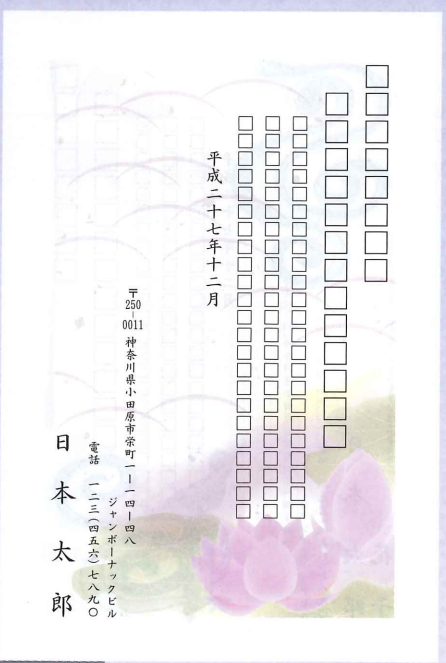 平成二十七年十二月
〒250-0011 神奈川県小田原市栄町一ー一四ー四八
ジャンボーナックビル
電話 一二三(四五六)七八九〇
日本太郎